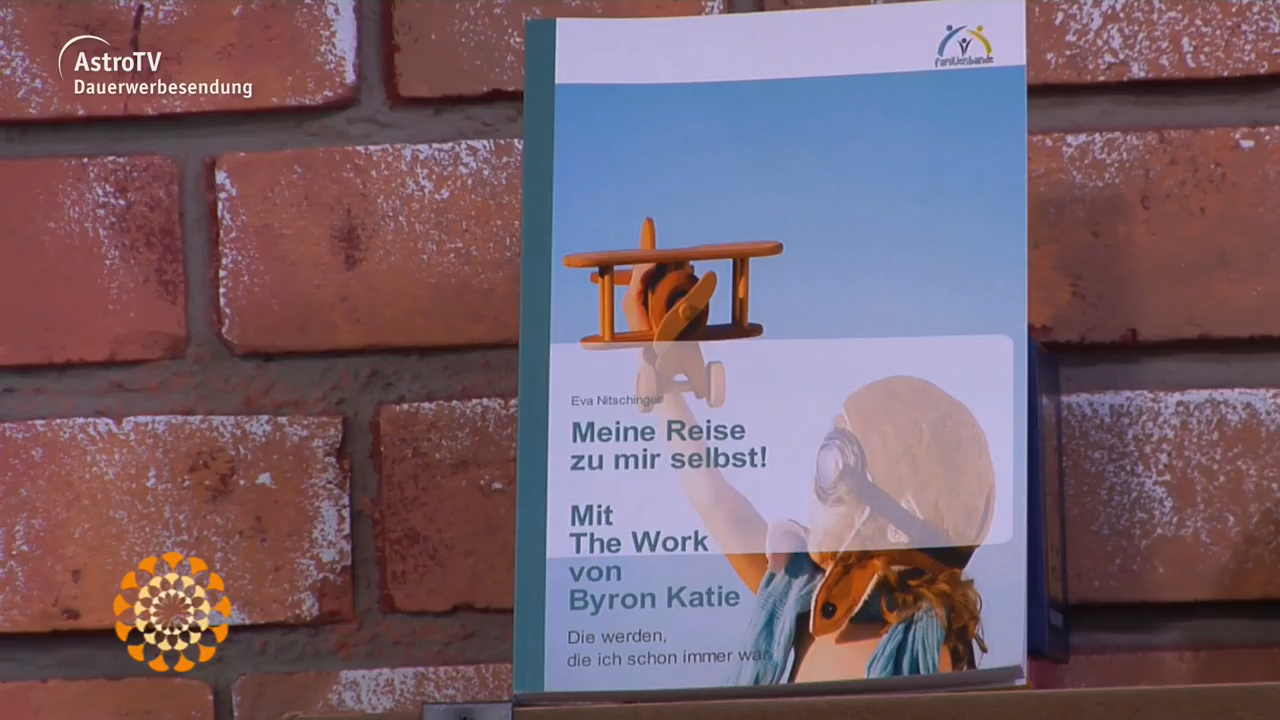 AstroTV
Dauerwerbesendung
familienbande
Eva Nitschinger
Meine Reise
zu mir selbst!
Mit
The Work
von
Byron Katie
Die werden,
die ich schon immer war.